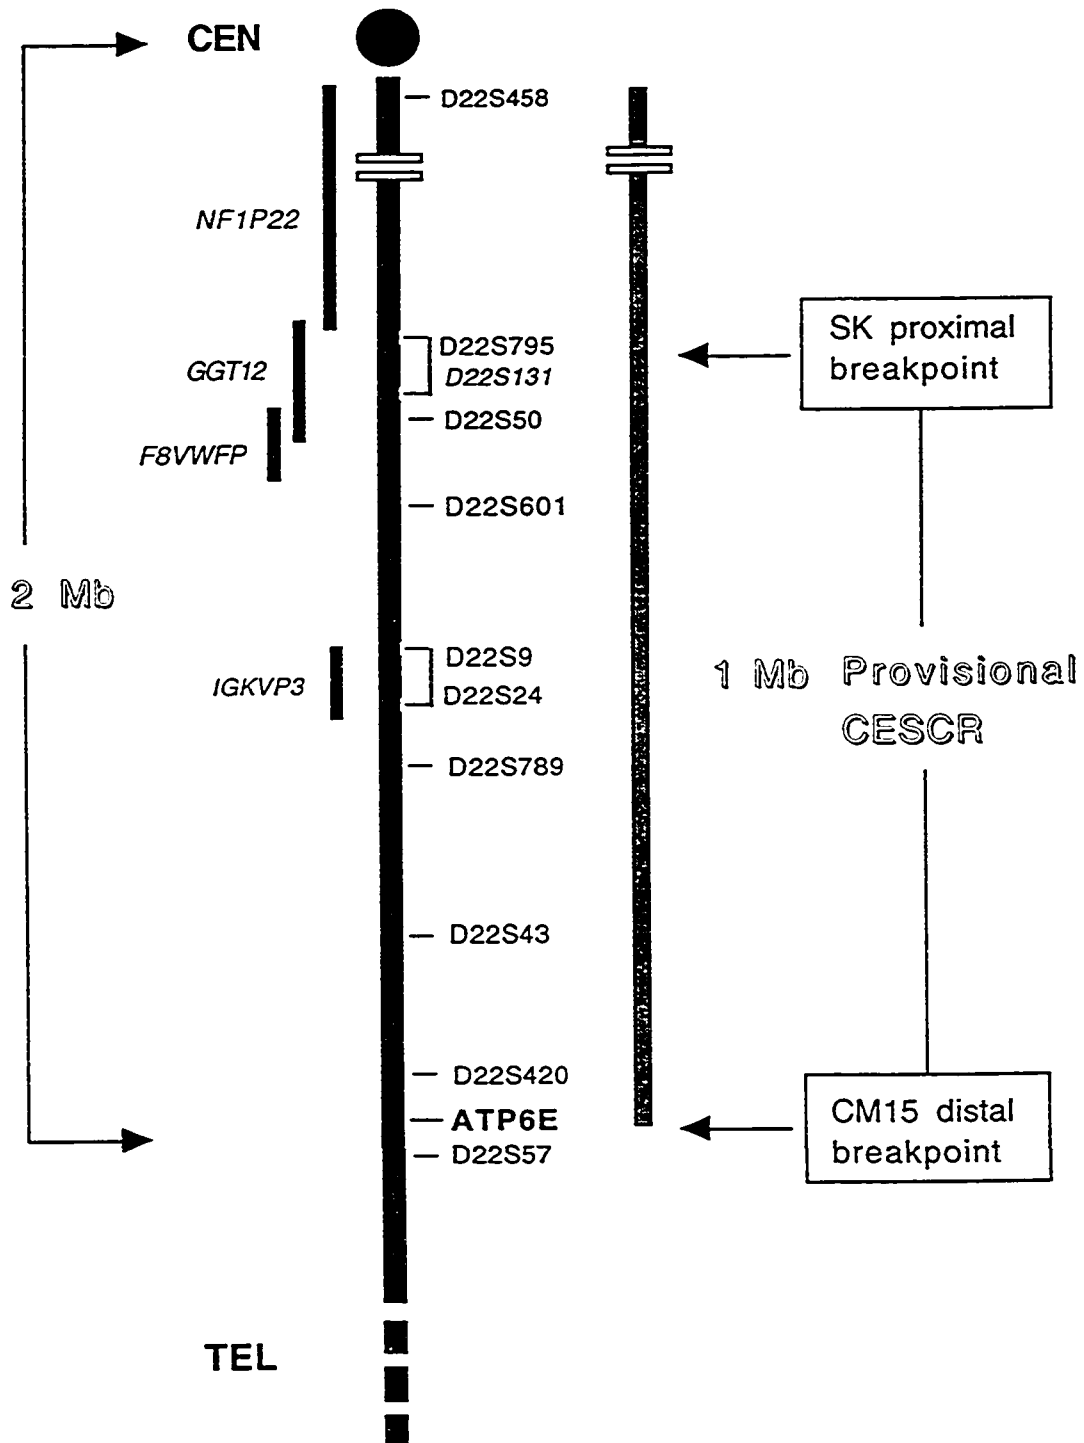 CEN
D22S458
NF1P22
SK proximal
breakpoint
D22S795
GGT12
D22S131
D22S50
F8VWFP
D22S601
2 Mb
D22S9
IGKVP3
D22S24
1 Mb Provisional
CESCR
D22S789
D22S43
D22S420
ATP6E
CM15 distal
breakpoint
D22S57
TEL